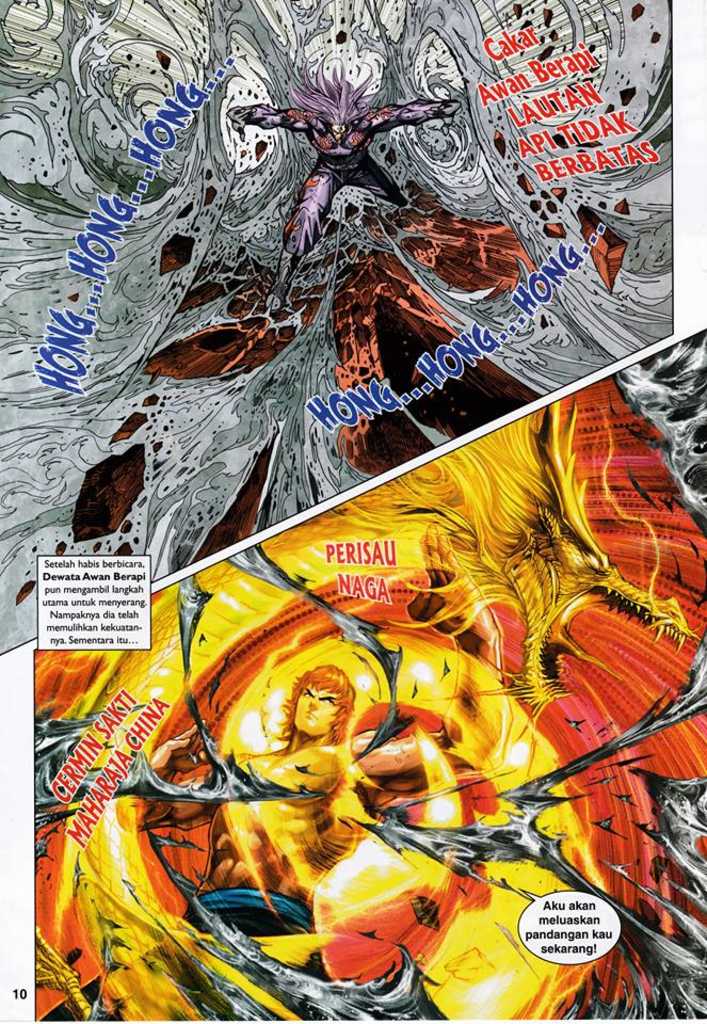 HONG...HONG...HONG...
Cakar
Awan Berapi
LAUTAN
API TIDAK
BERBATAS
HONG...HONG...HONG...
Setelah habis berbicara,
Dewata Awan Berapi
pun mengambil langkah
utama untuk menyerang.
Nampaknya dia telah
memulihkan kekuatan-
nya. Sementara itu...
PERISAU
NAGA
CERMIN SAKTI
MAHARAJA CHINA
Aku akan
meluaskan
pandangan kau
sekarang!
10